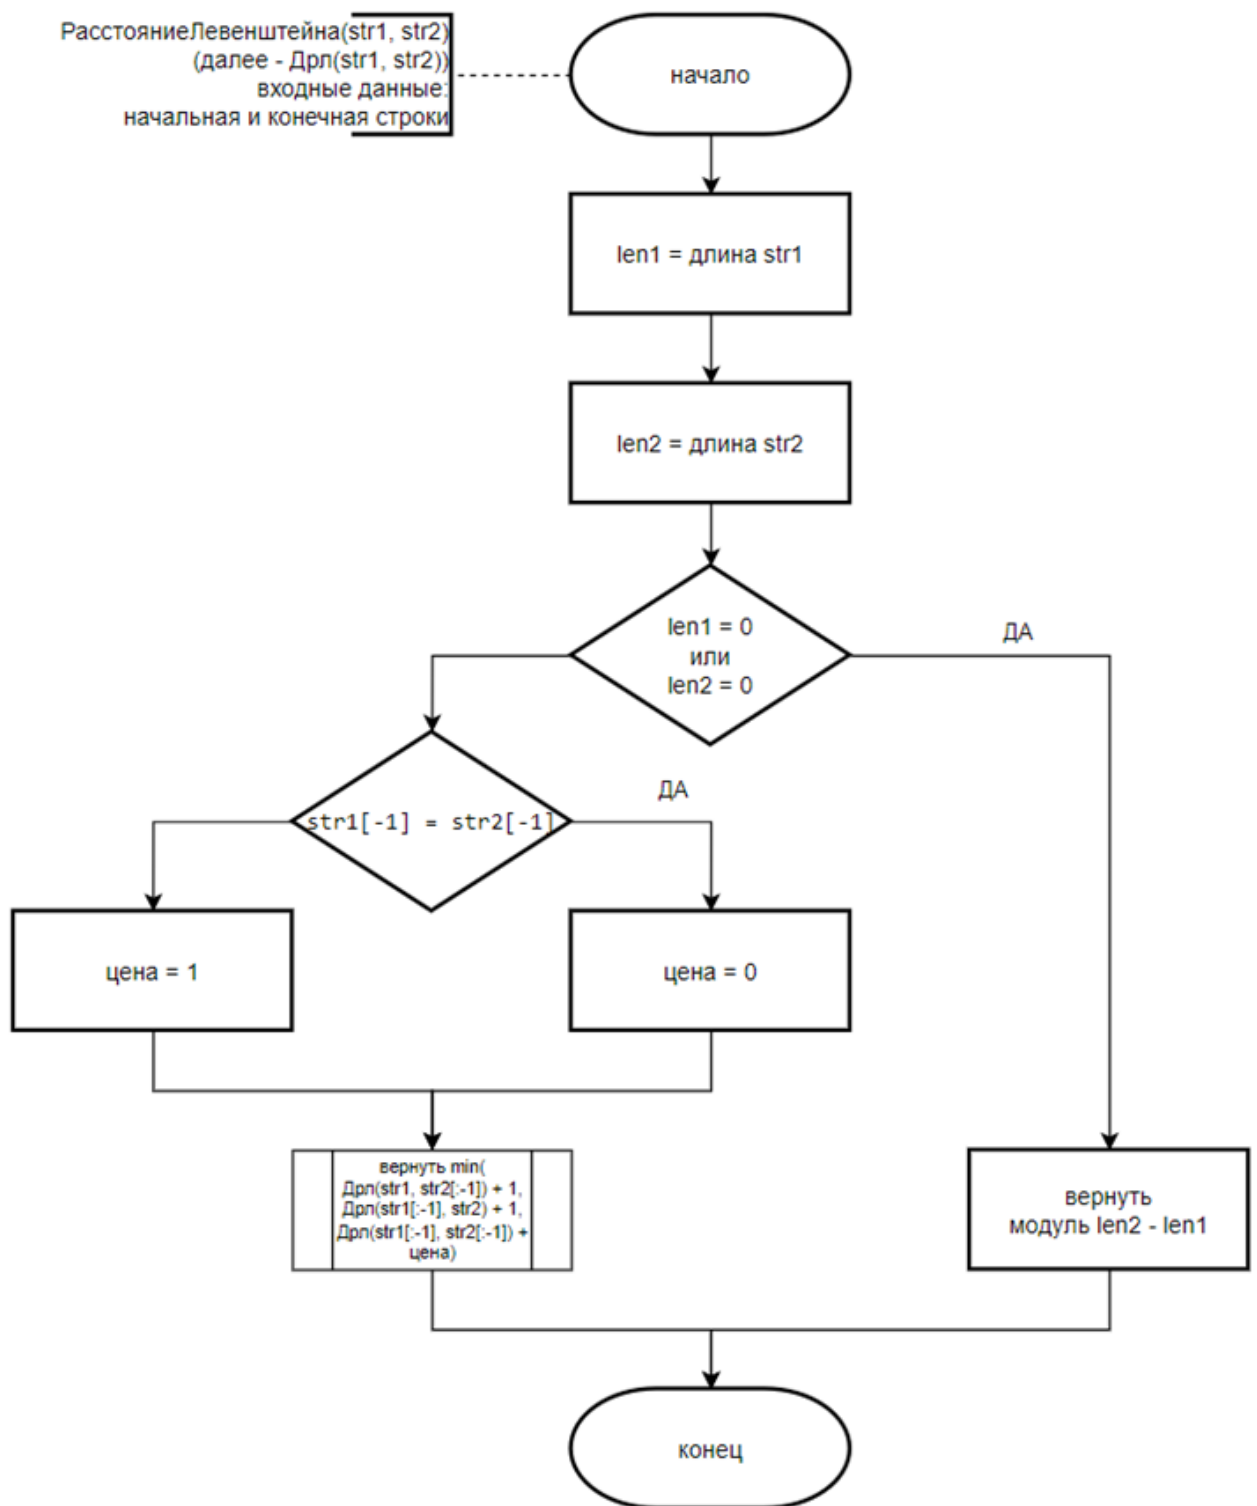 РасстояниеЛевенштейна(str1, str2)
(далее - Дрл(str1, str2))
входные данные:
начальная и конечная строки
начало
len1 = длина str1
len2 = длина str2
len1 = 0
или
len2 = 0
ДА
str1[-1] = str2[-1]
ДА
цена = 1
цена = 0
вернуть min(
Дрл(str1, str2[:-1]) + 1,
Дрл(str1[:-1], str2) + 1,
Дрл(str1[:-1], str2[:-1]) +
цена)
вернуть
модуль len2 - len1
конец